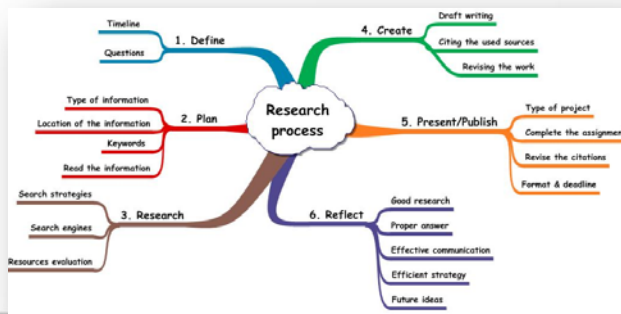 Research
process
1. Define
Timeline
Questions
2. Plan
Type of information
Location of the information
Keywords
Read the information
3. Research
Search strategies
Search engines
Resources evaluation
4. Create
Draft writing
Citing the used sources
Revising the work
5. Present/Publish
Type of project
Complete the assignment
Revise the citations
Format & deadline
6. Reflect
Good research
Proper answer
Effective communication
Efficient strategy
Future ideas